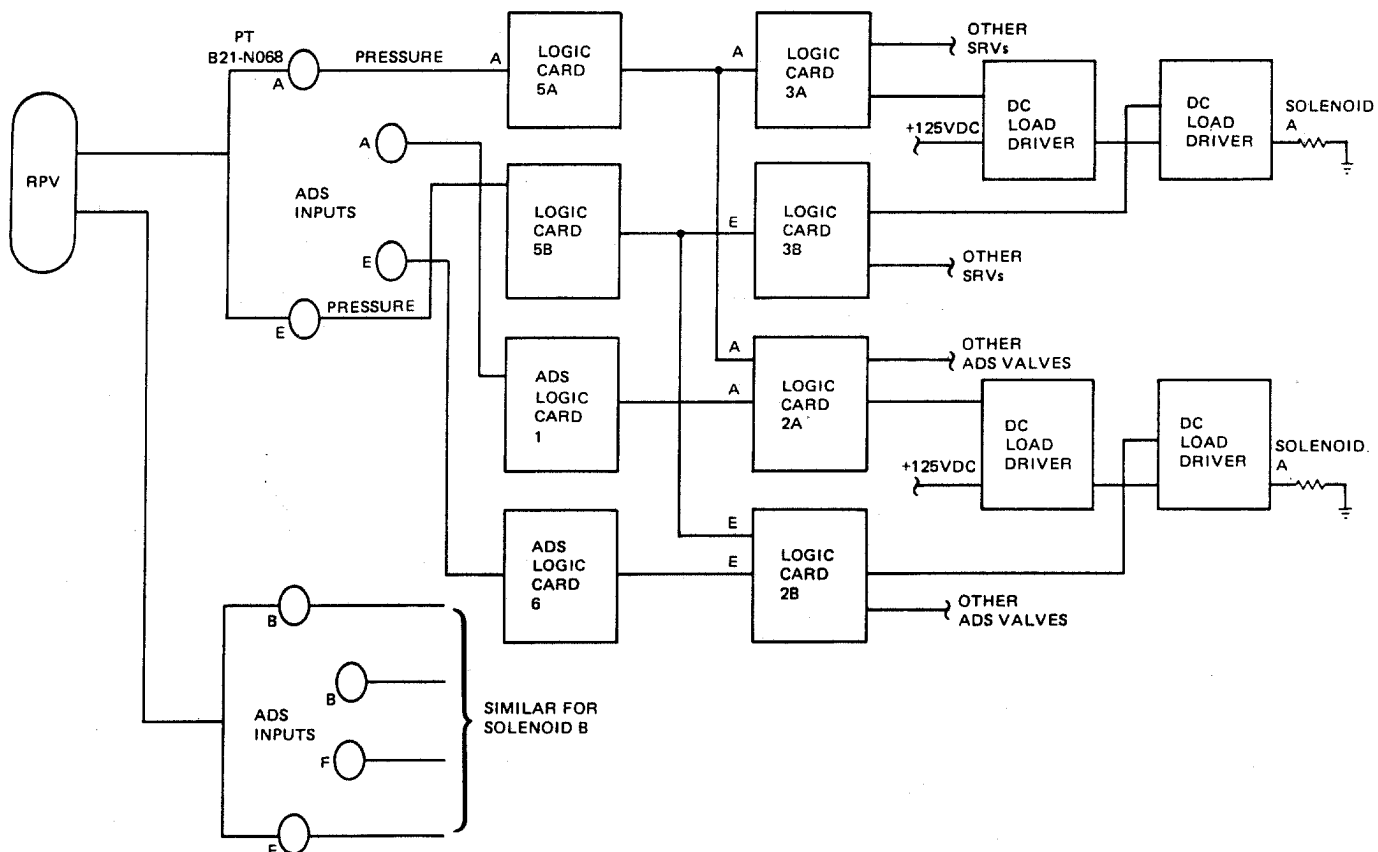 PT
B21-N068
A
PRESSURE
A
LOGIC
CARD
5A
A
LOGIC
CARD
3A
OTHER
SRVs
DC
LOAD
DRIVER
DC
LOAD
DRIVER
+125VDC
SOLENOID
A
RPV
ADS
INPUTS
A
E
E
PRESSURE
LOGIC
CARD
5B
E
LOGIC
CARD
3B
OTHER
SRVs
ADS
LOGIC
CARD
1
A
A
LOGIC
CARD
2A
OTHER
ADS VALVES
DC
LOAD
DRIVER
DC
LOAD
DRIVER
+125VDC
SOLENOID.
A
ADS
LOGIC
CARD
6
E
E
LOGIC
CARD
2B
OTHER
ADS VALVES
B
B
ADS
INPUTS
F
SIMILAR FOR
SOLENOID B